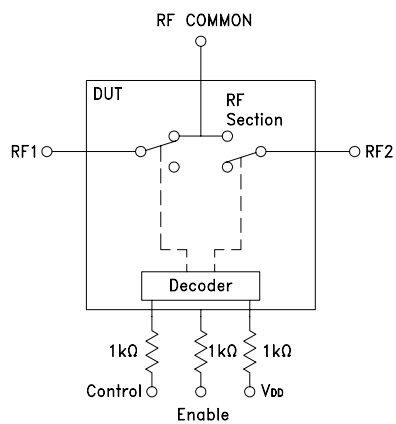 RF COMMON
DUT
RF
Section
RF1
RF2
Decoder
1kΩ
1kΩ
1kΩ
Control
VDD
Enable